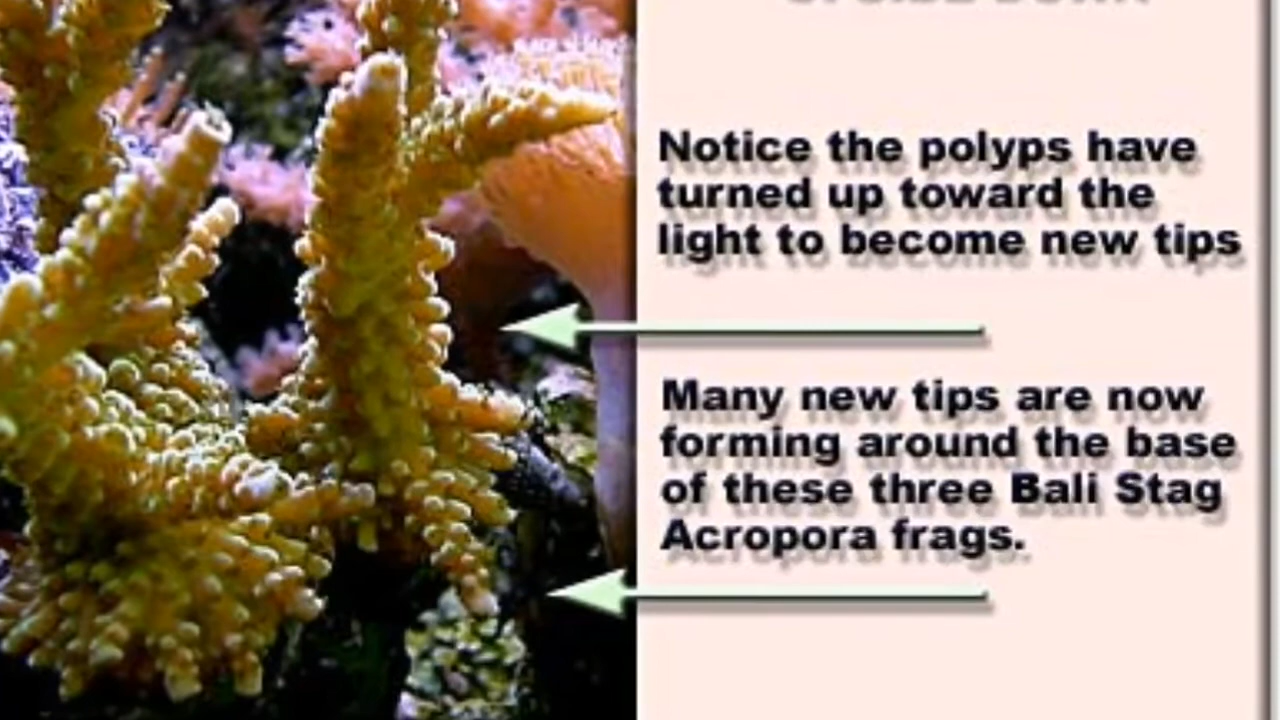 Notice the polyps have
turned up toward the
light to become new tips
Many new tips are now
forming around the base
of these three Bali Stag
Acropora frags.